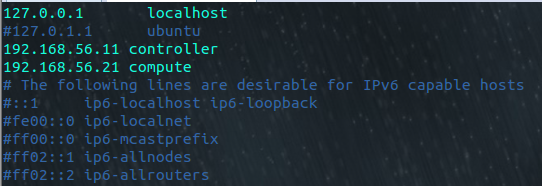 127.0.0.1       localhost
#127.0.1.1      ubuntu
192.168.56.11 controller
192.168.56.21 compute
# The following lines are desirable for IPv6 capable hosts
#::1     ip6-localhost ip6-loopback
#fe00::0 ip6-localnet
#ff00::0 ip6-mcastprefix
#ff02::1 ip6-allnodes
#ff02::2 ip6-allrouters